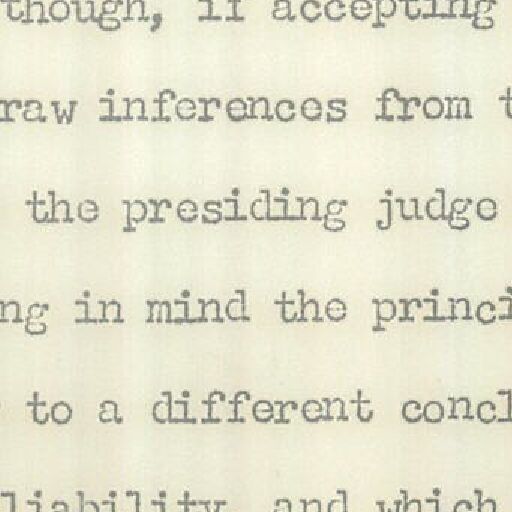 though, if accepting
raw inferences from t
the presiding judge
ng in mind the princi
to a different concl
liability, and which